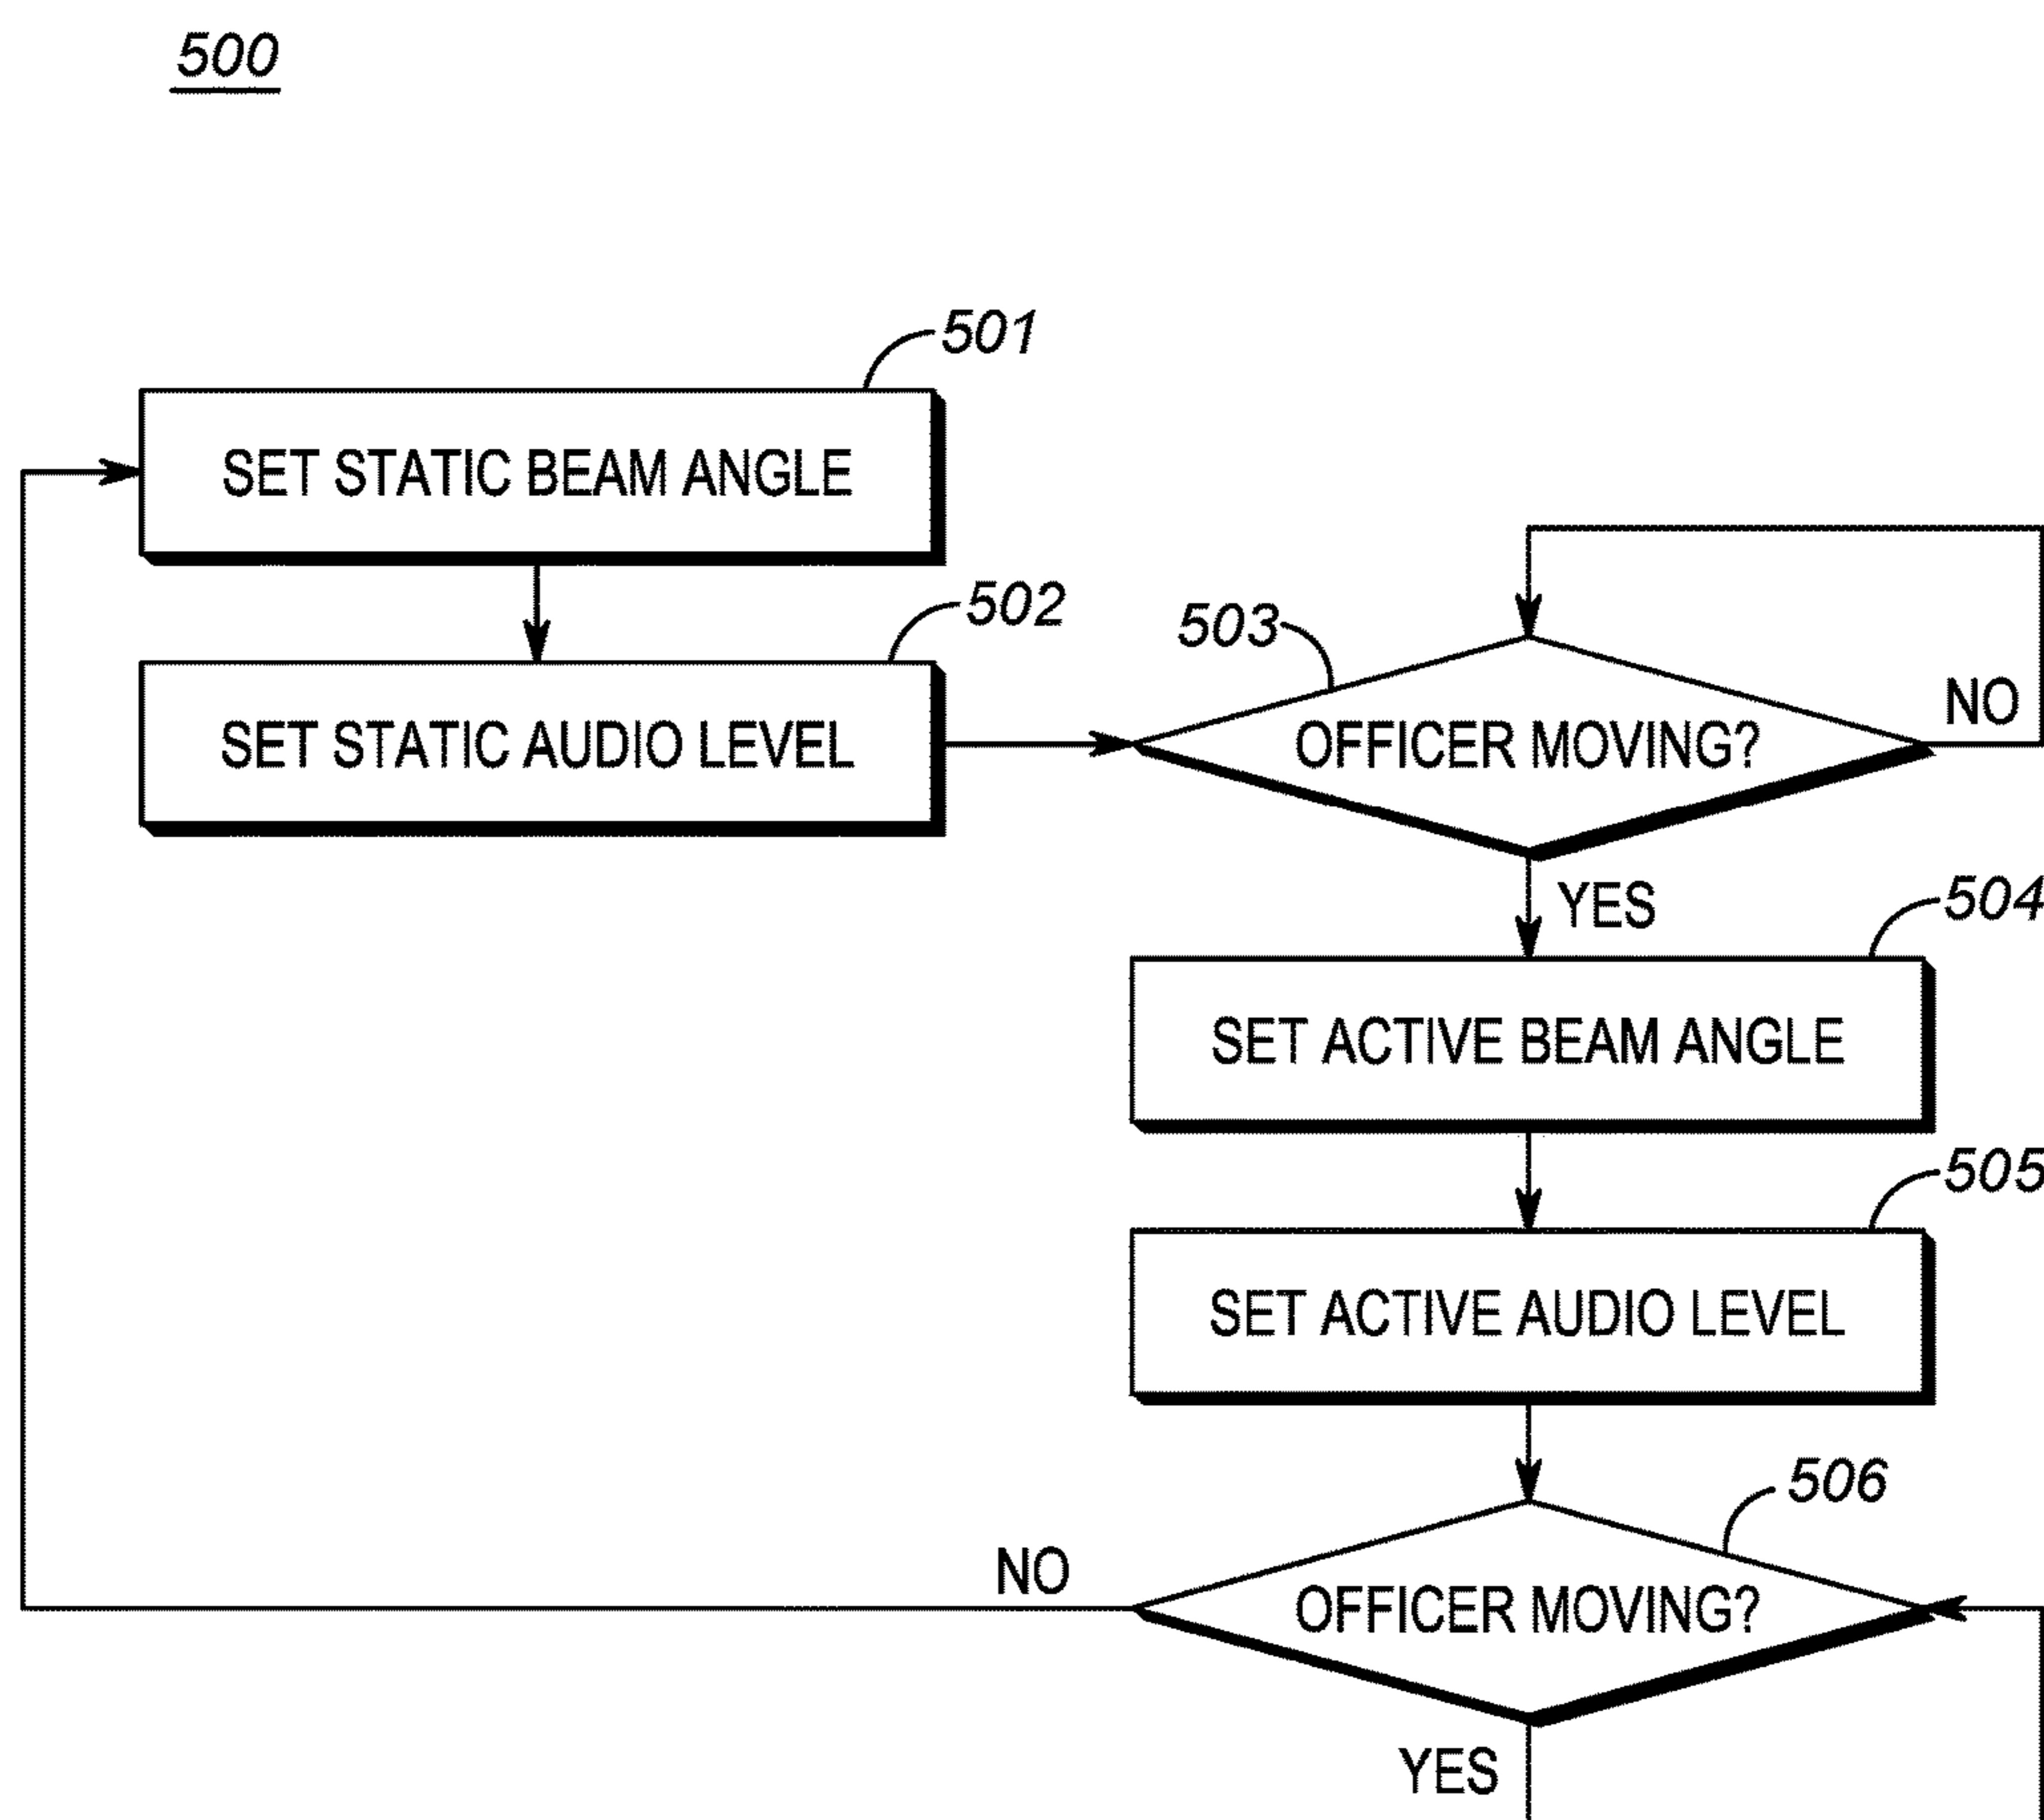 500
501
SET STATIC BEAM ANGLE
502
SET STATIC AUDIO LEVEL
503
OFFICER MOVING?
NO
YES
504
SET ACTIVE BEAM ANGLE
505
SET ACTIVE AUDIO LEVEL
506
NO
OFFICER MOVING?
YES